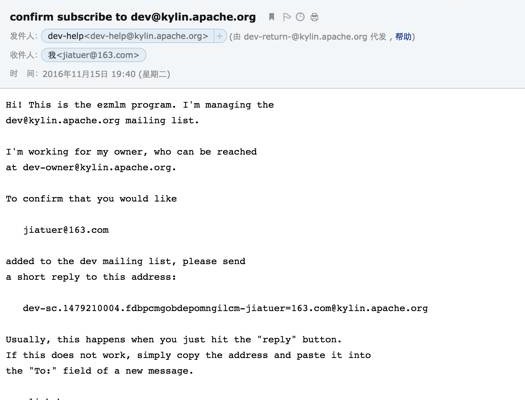 confirm subscribe to dev@kylin.apache.org
发件人： dev-help<dev-help@kylin.apache.org> + (由 dev-return-@kylin.apache.org 代发 , 帮助)
收件人： 我<jiatuer@163.com>
时 间： 2016年11月15日 19:40 (星期二)
Hi! This is the ezmlm program. I'm managing the
dev@kylin.apache.org mailing list.
I'm working for my owner, who can be reached
at dev-owner@kylin.apache.org.
To confirm that you would like
jiatuer@163.com
added to the dev mailing list, please send
a short reply to this address:
dev-sc.1479210004.fdbpcmgobdepomngilcm-jiatuer=163.com@kylin.apache.org
Usually, this happens when you just hit the "reply" button.
If this does not work, simply copy the address and paste it into
the "To:" field of a new message.